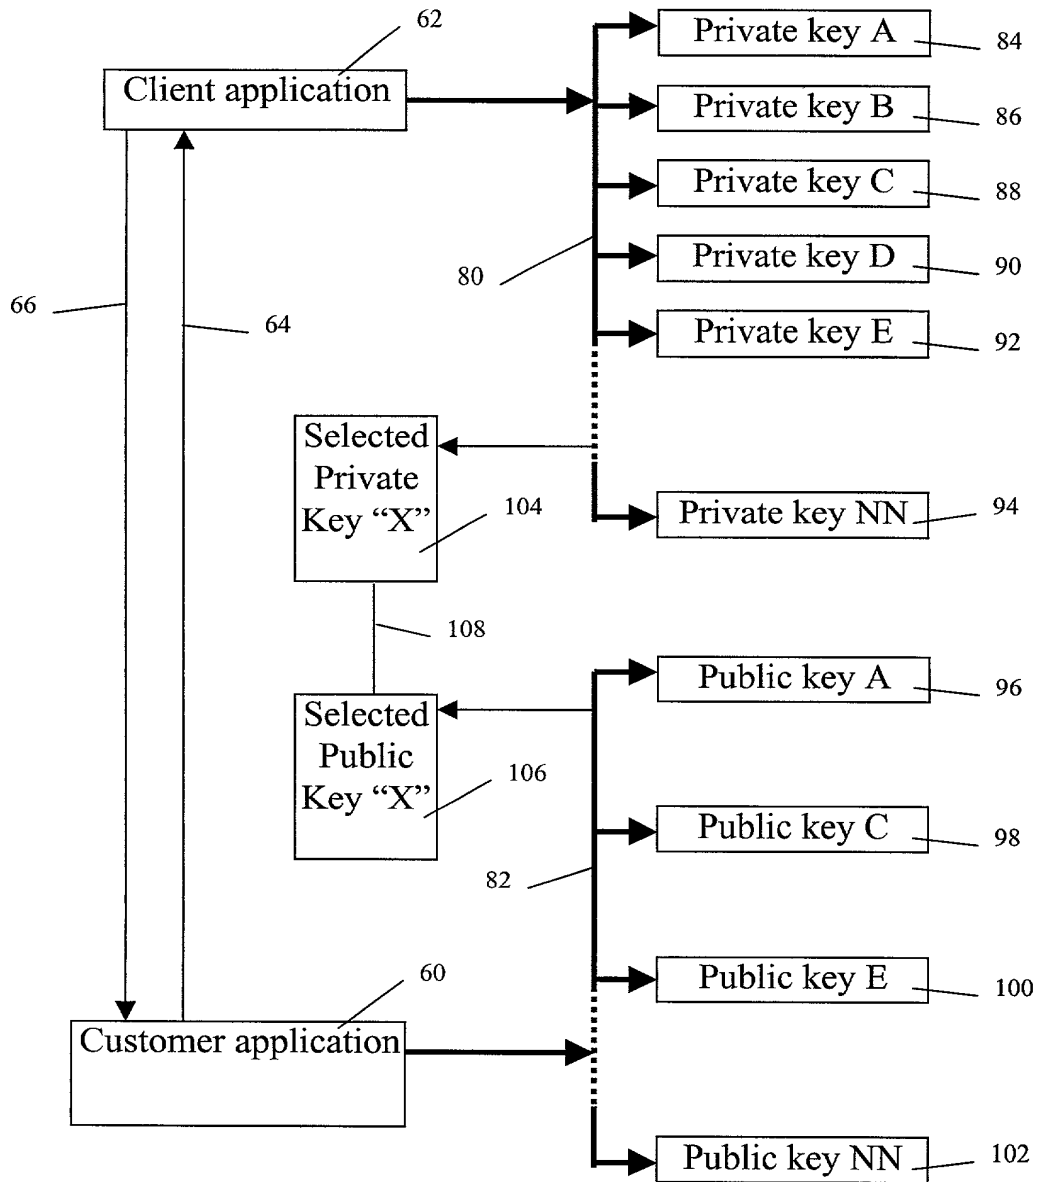 62
Private key A
84
Client application
Private key B
86
Private key C
88
80
Private key D
90
66
64
Private key E
92
Selected
Private
Key “X”
104
Private key NN
94
108
Public key A
96
Selected
Public
Key “X”
106
Public key C
98
82
60
Public key E
100
Customer application
Public key NN
102